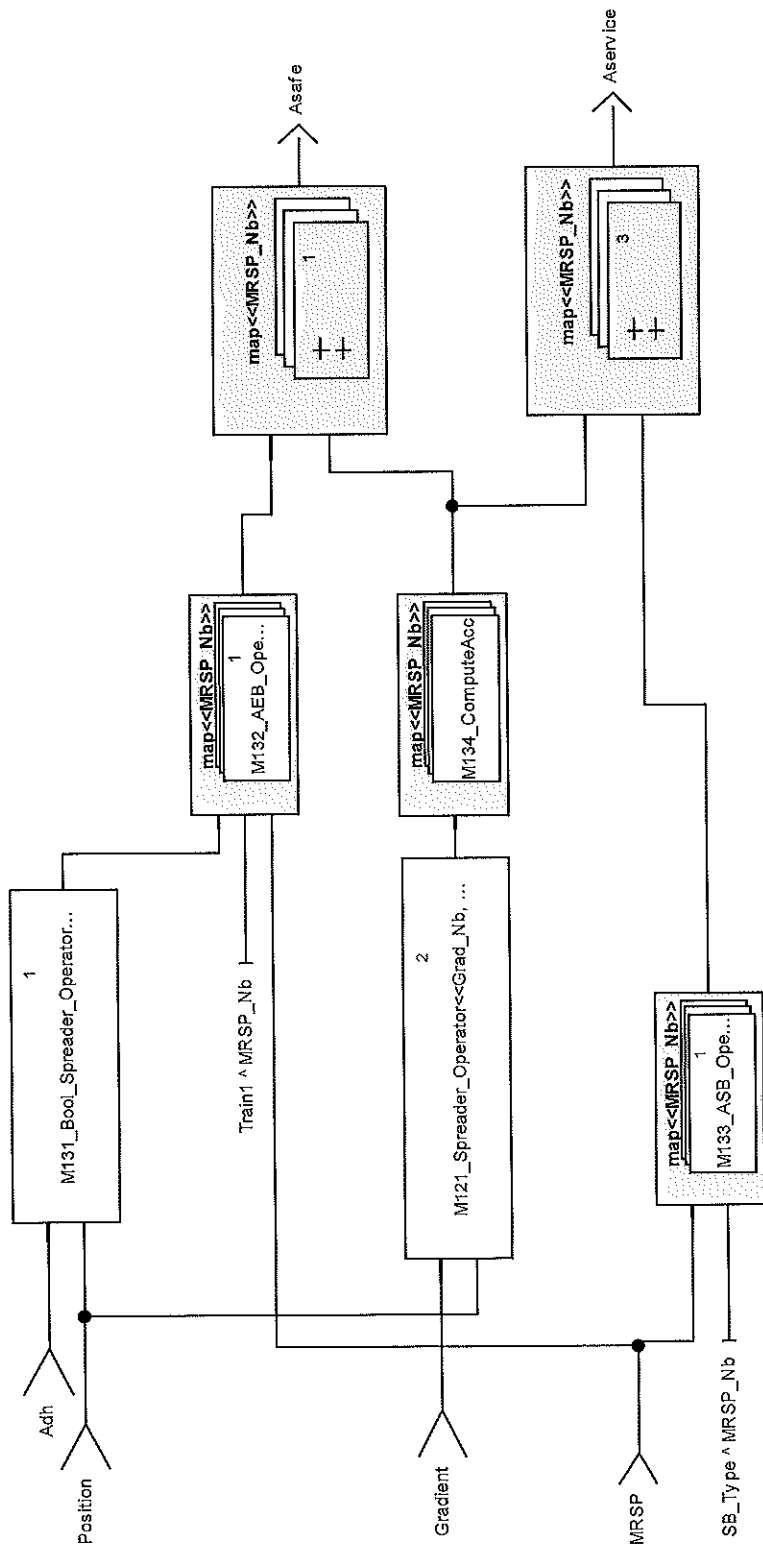 Adh
Position
M131_Bool_Spreader_Operator...
1
Train1 ^ MRSP_Nb
map<<MRSP_Nb>>
1
M132_AEB_Ope...
map<<MRSP_Nb>>
1
++
Asafe
Gradient
M121_Spreader_Operator<<Grad_Nb, ...
2
map<<MRSP_Nb>>
M134_ComputeAcc
MRSP
SB_Type ^ MRSP_Nb
map<<MRSP_Nb>>
1
M133_ASB_Ope...
map<<MRSP_Nb>>
3
++
Aservice